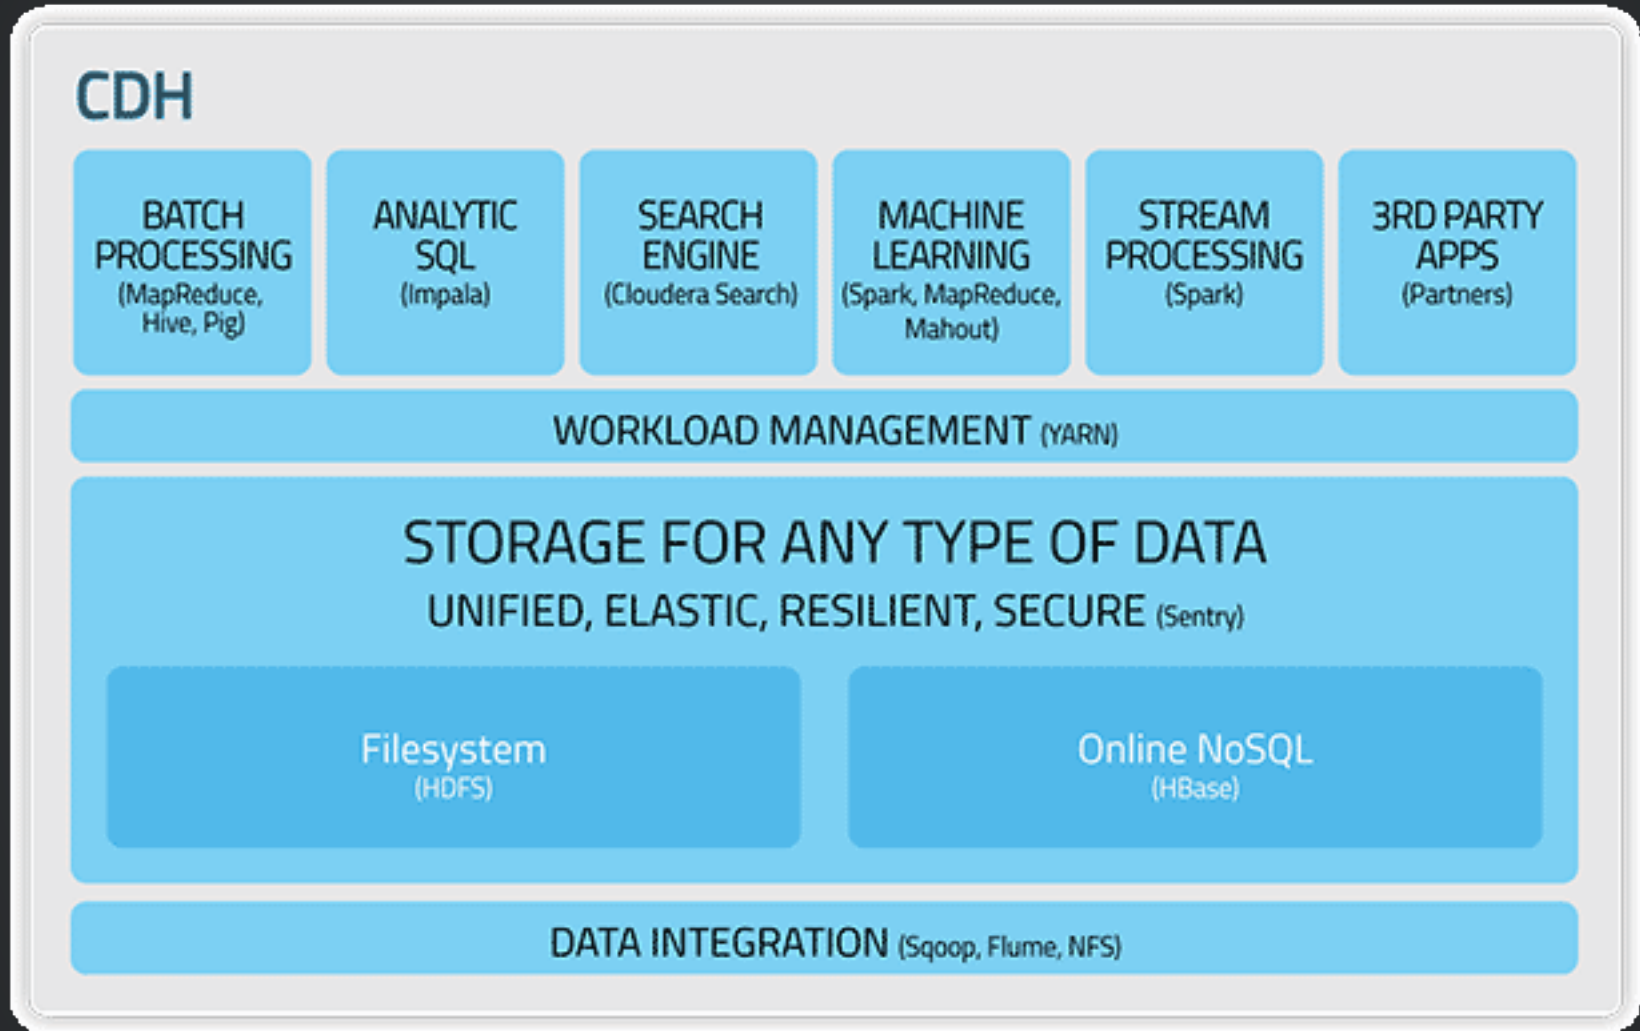 CDH
BATCH
PROCESSING
(MapReduce,
Hive, Pig)
ANALYTIC
SQL
(Impala)
SEARCH
ENGINE
(Cloudera Search)
MACHINE
LEARNING
(Spark, MapReduce,
Mahout)
STREAM
PROCESSING
(Spark)
3RD PARTY
APPS
(Partners)
WORKLOAD MANAGEMENT (YARN)
STORAGE FOR ANY TYPE OF DATA
UNIFIED, ELASTIC, RESILIENT, SECURE (Sentry)
Filesystem
(HDFS)
Online NoSQL
(HBase)
DATA INTEGRATION (Sqoop, Flume, NFS)